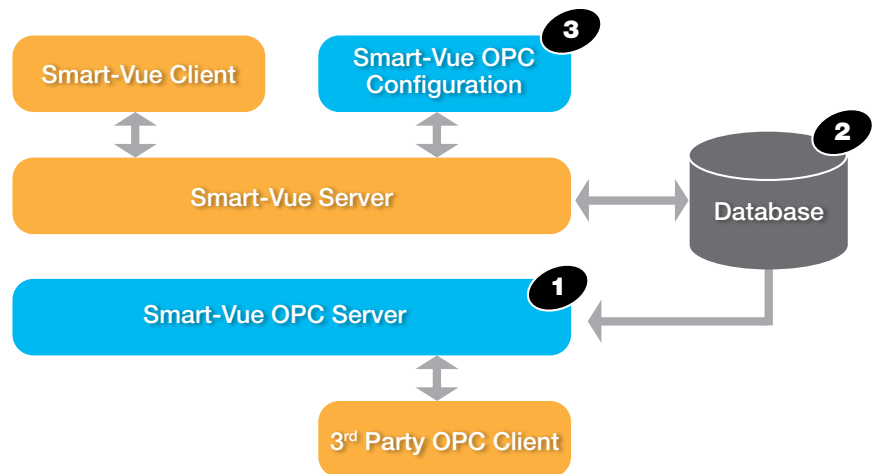 3
Smart-Vue Client
Smart-Vue OPC
Configuration
2
Smart-Vue Server
Database
1
Smart-Vue OPC Server
3rd Party OPC Client